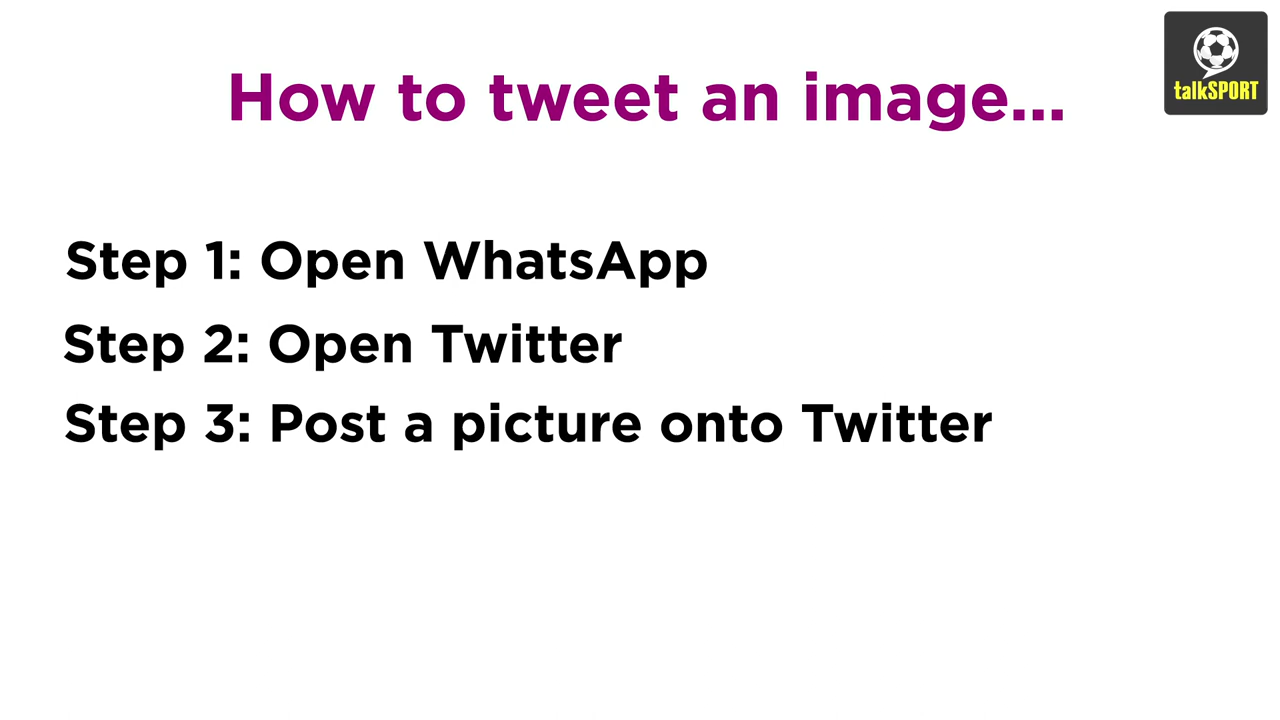 How to tweet an image...
talkSPORT
Step 1: Open WhatsApp
Step 2: Open Twitter
Step 3: Post a picture onto Twitter